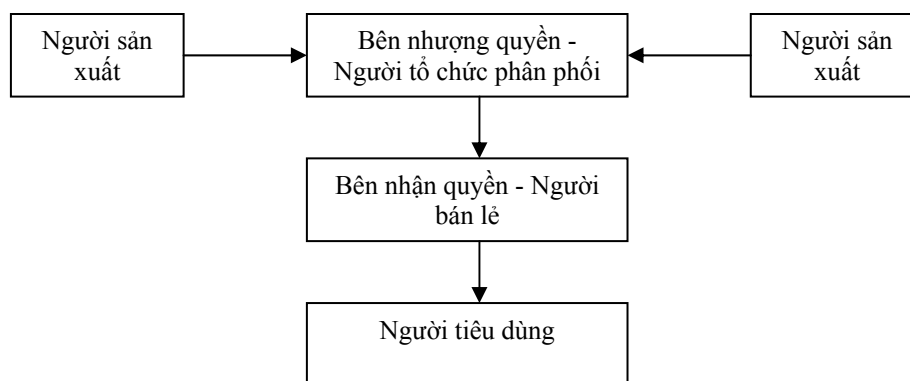 Người sản
xuất
Bên nhượng quyền -
Người tổ chức phân phối
Người sản
xuất
Bên nhận quyền - Người
bán lẻ
Người tiêu dùng